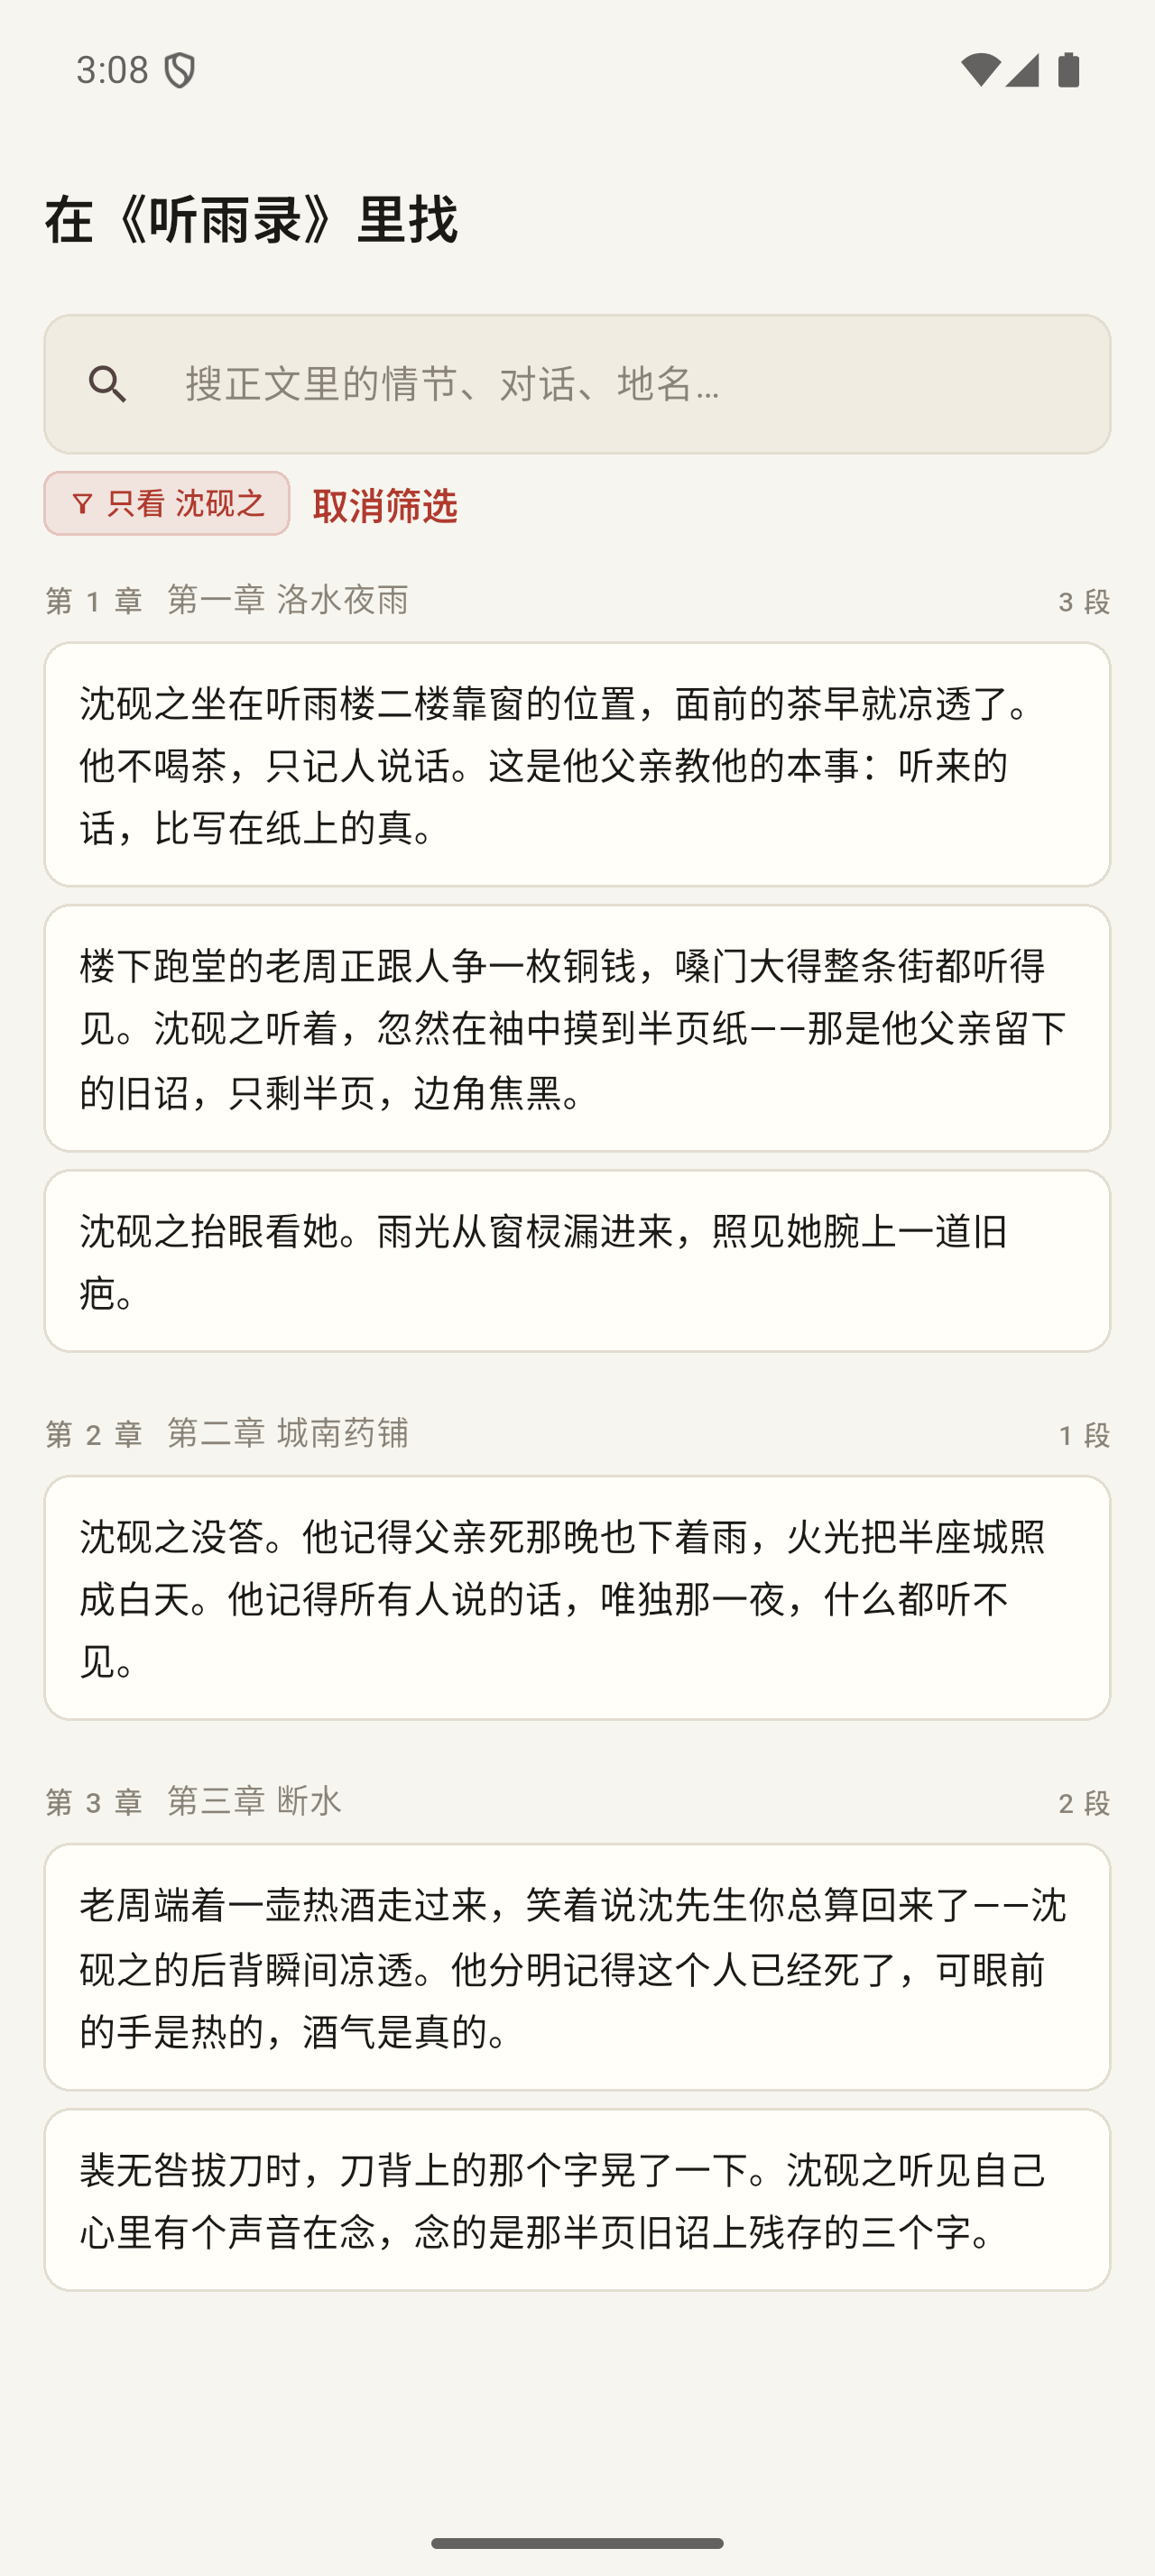 3:08
在《听雨录》里找
搜正文里的情节、对话、地名…
只看 沈砚之 取消筛选
第 1 章 第一章 洛水夜雨 3 段
沈砚之坐在听雨楼二楼靠窗的位置，面前的茶早就凉透了。
他不喝茶，只记人说话。这是他父亲教他的本事：听来的
话，比写在纸上的真。
楼下跑堂的老周正跟人争一枚铜钱，嗓门大得整条街都听得
见。沈砚之听着，忽然在袖中摸到半页纸——那是他父亲留下
的旧诏，只剩半页，边角焦黑。
沈砚之抬眼看她。雨光从窗棂漏进来，照见她腕上一道旧
疤。
第 2 章 第二章 城南药铺 1 段
沈砚之没答。他记得父亲死那晚也下着雨，火光把半座城照
成白天。他记得所有人说的话，唯独那一夜，什么都听不
见。
第 3 章 第三章 断水 2 段
老周端着一壶热酒走过来，笑着说沈先生你总算回来了——沈
砚之的后背瞬间凉透。他分明记得这个人已经死了，可眼前
的手是热的，酒气是真的。
裴无咎拔刀时，刀背上的那个字晃了一下。沈砚之听见自己
心里有个声音在念，念的是那半页旧诏上残存的三个字。